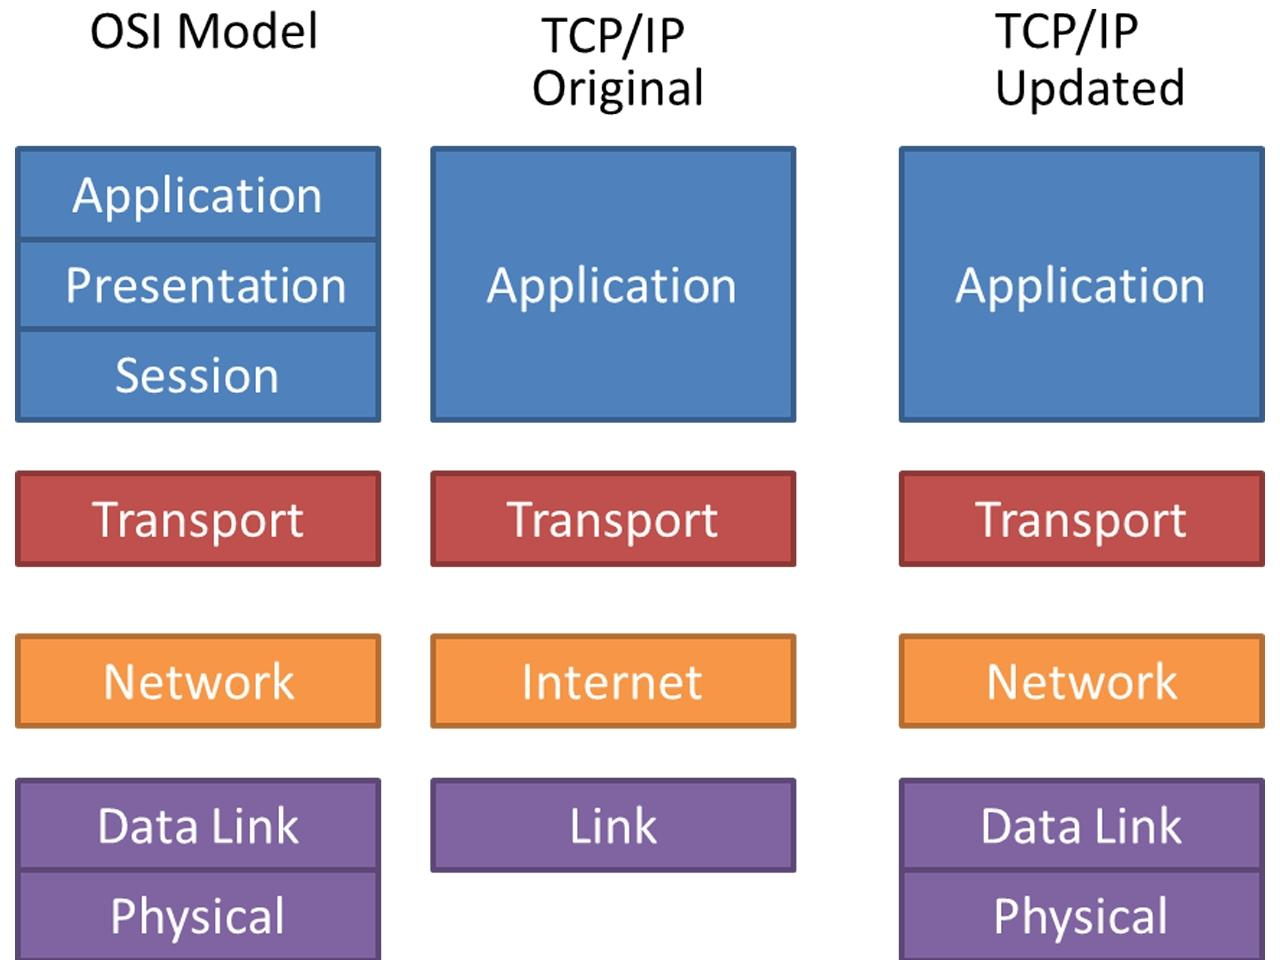 OSI Model
TCP/IP
Original
TCP/IP
Updated
Application
Presentation
Session
Application
Application
Transport
Transport
Transport
Network
Internet
Network
Data Link
Link
Data Link
Physical
Physical